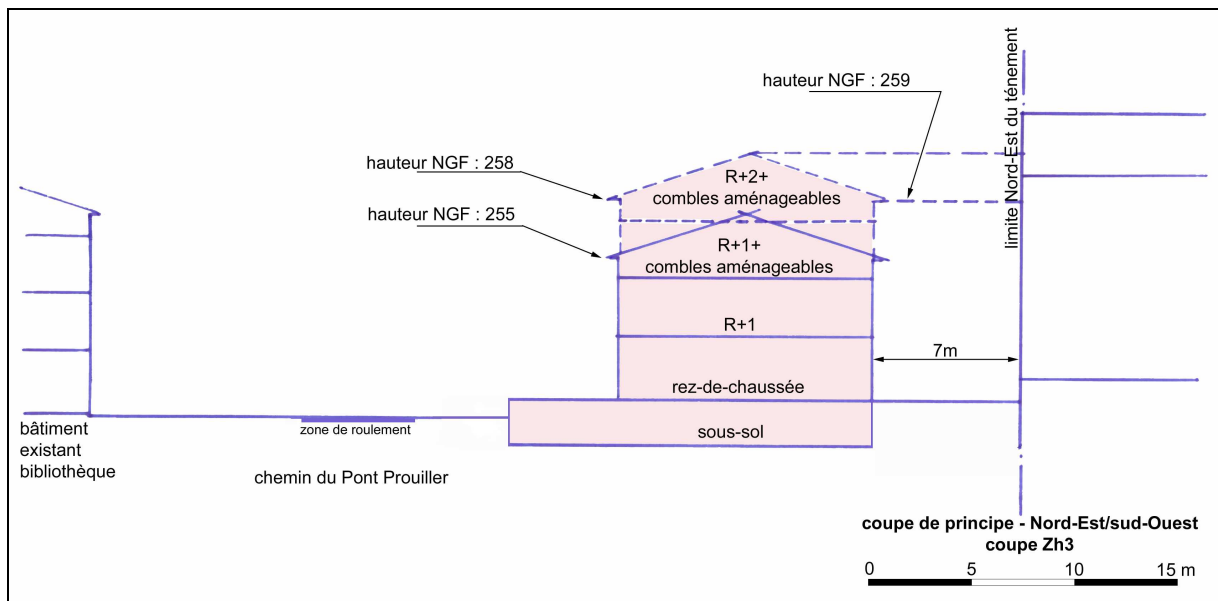 hauteur NGF : 259
limite Nord-Est du ténement
hauteur NGF : 258
R+2+
combles aménageables
hauteur NGF : 255
R+1+
combles aménageables
R+1
7m
rez-de-chaussée
sous-sol
zone de roulement
bâtiment
existant
bibliothèque
chemin du Pont Prouiller
coupe de principe - Nord-Est/sud-Ouest
coupe Zh3
0 5 10 15 m